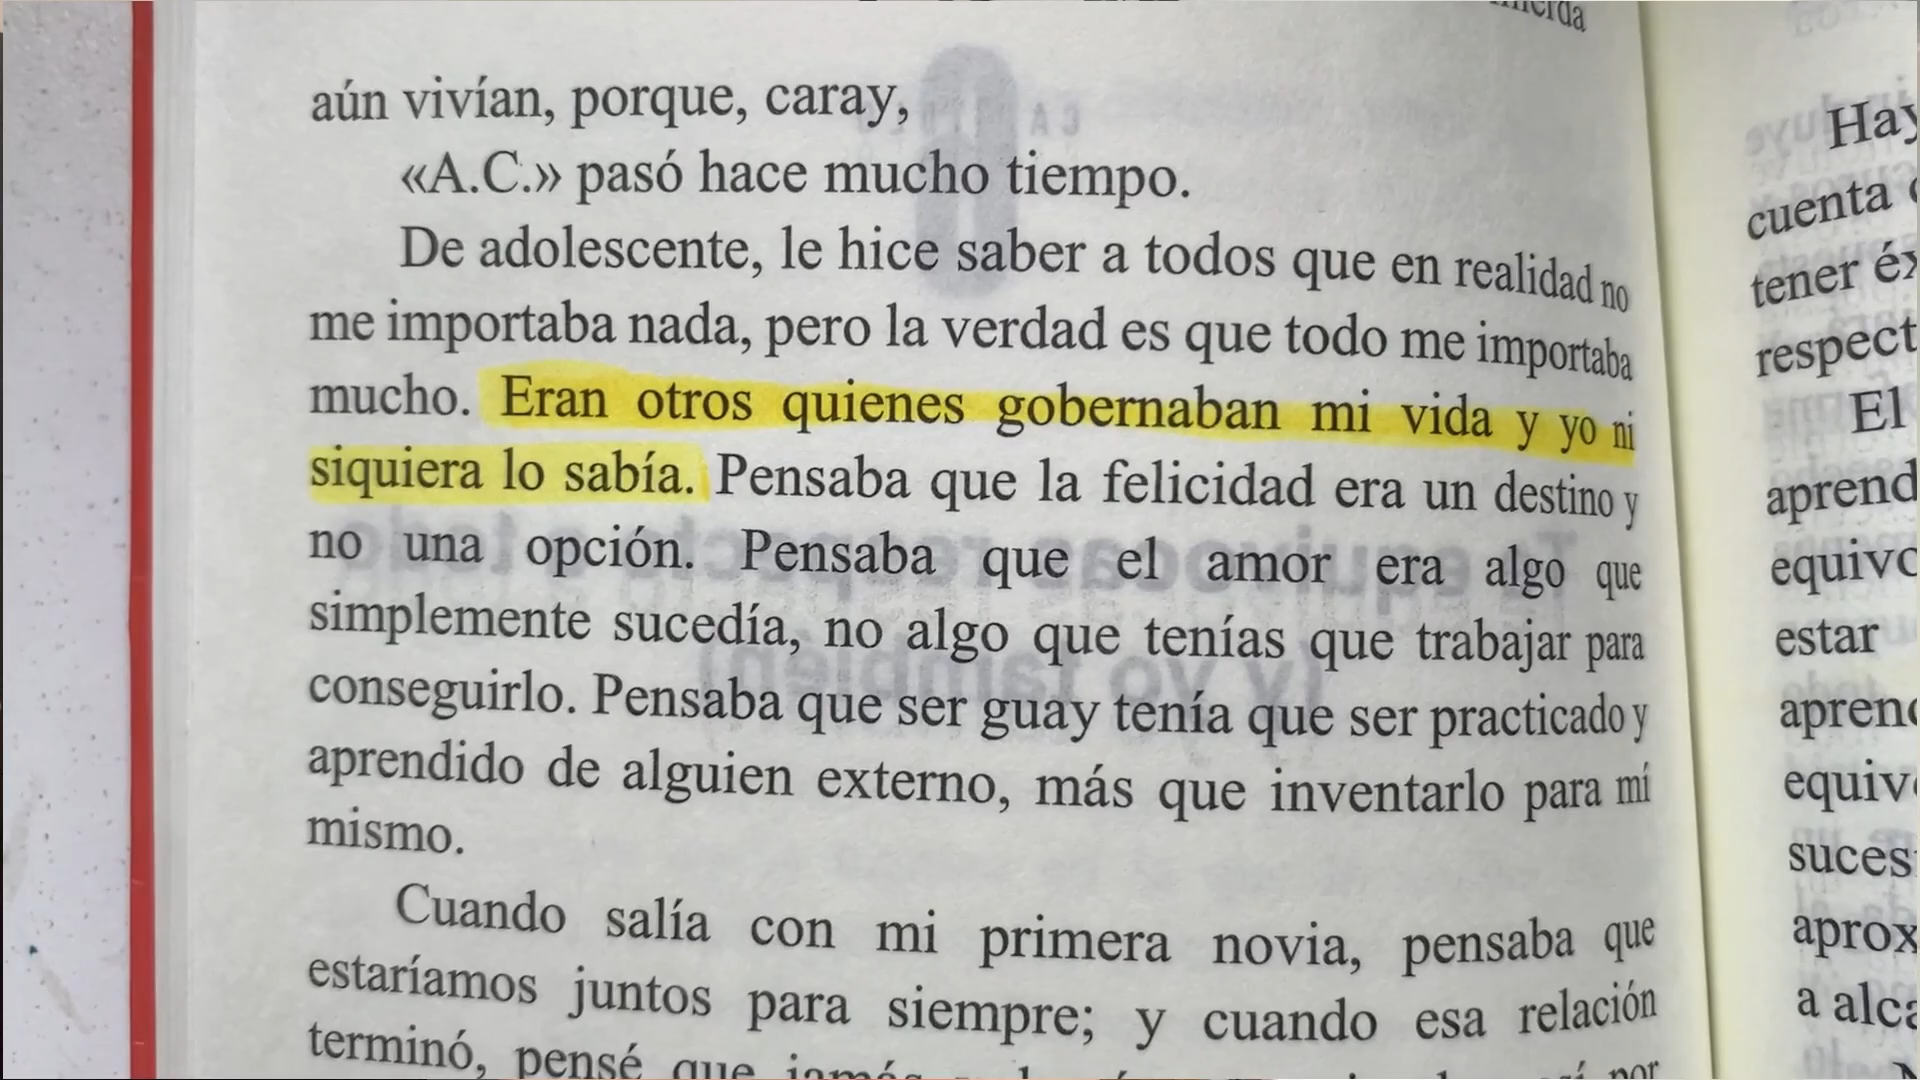 aún vivían, porque, caray,
«A.C.» pasó hace mucho tiempo.
De adolescente, le hice saber a todos que en realidad no
me importaba nada, pero la verdad es que todo me importaba
mucho. Eran otros quienes gobernaban mi vida y yo ni
siquiera lo sabía. Pensaba que la felicidad era un destino y
no una opción. Pensaba que el amor era algo que
simplemente sucedía, no algo que tenías que trabajar para
conseguirlo. Pensaba que ser guay tenía que ser practicado y
aprendido de alguien externo, más que inventarlo para mí
mismo.
Cuando salía con mi primera novia, pensaba que
estaríamos juntos para siempre; y cuando esa relación
terminó, pensé que jamás
Hay
cuenta
tener
respect
El
aprend
equivo
estar
apren
equiv
suces
aprox
a alca